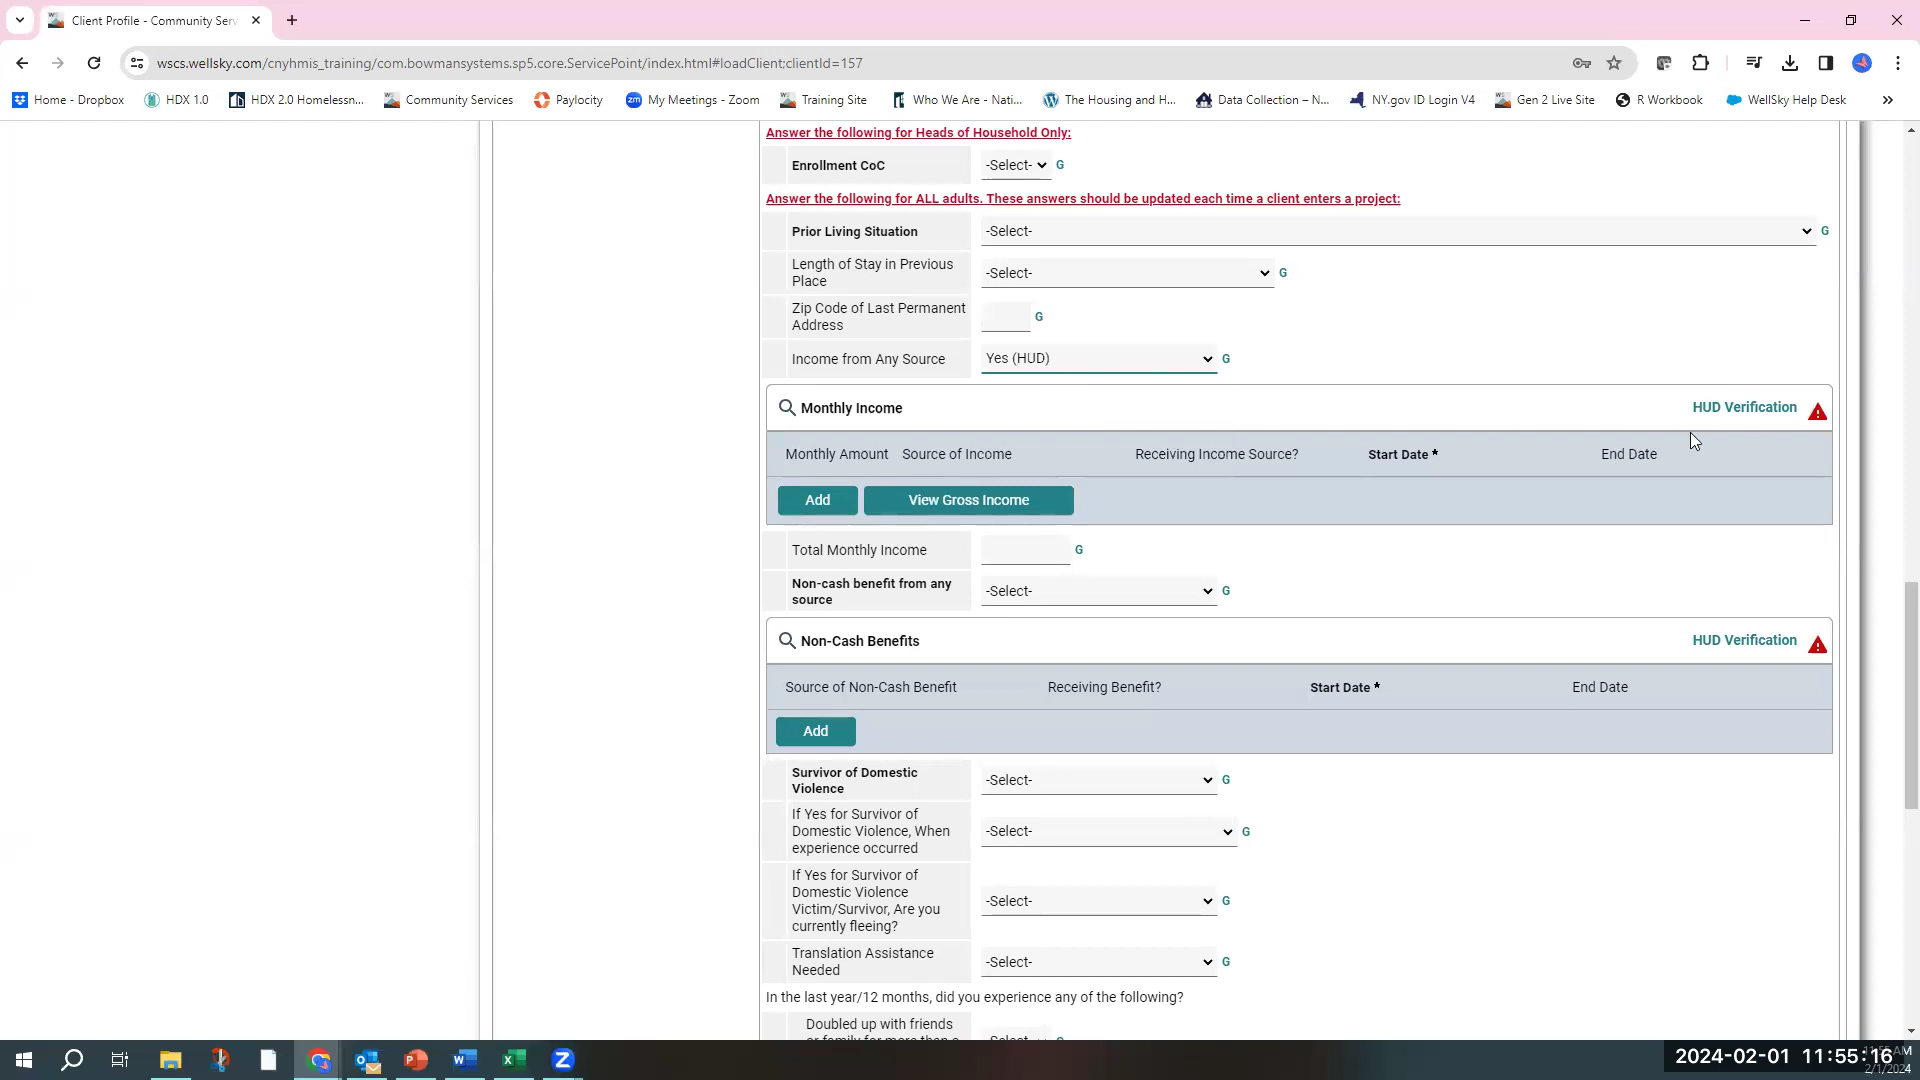 Client Profile - Community Serv
wscs.wellsky.com/cnyhmis_training/com.bowmansystems.sp5.core.ServicePoint/index.html#loadClient;clientId=157
Home - Dropbox HDX 1.0 HDX 2.0 Homelessn... Community Services Paylocity My Meetings - Zoom Training Site Who We Are - Nati... The Housing and H... Data Collection – N... NY.gov ID Login V4 Gen 2 Live Site R Workbook WellSky Help Desk »
Answer the following for Heads of Household Only:
Enrollment CoC -Select- G
Answer the following for ALL adults. These answers should be updated each time a client enters a project:
Prior Living Situation -Select- G
Length of Stay in Previous
Place
-Select- G
Zip Code of Last Permanent
Address
G
Income from Any Source Yes (HUD) G
Monthly Income HUD Verification
Monthly Amount Source of Income Receiving Income Source? Start Date * End Date
Add View Gross Income
Total Monthly Income G
Non-cash benefit from any
source
-Select- G
Non-Cash Benefits HUD Verification
Source of Non-Cash Benefit Receiving Benefit? Start Date * End Date
Add
Survivor of Domestic
Violence
-Select- G
If Yes for Survivor of
Domestic Violence, When
experience occurred
-Select- G
If Yes for Survivor of
Domestic Violence
Victim/Survivor, Are you
currently fleeing?
-Select- G
Translation Assistance
Needed
-Select- G
In the last year/12 months, did you experience any of the following?
Doubled up with friends
or family for more than a
-Select- G
2024-02-01 11:55:16
2/1/2024